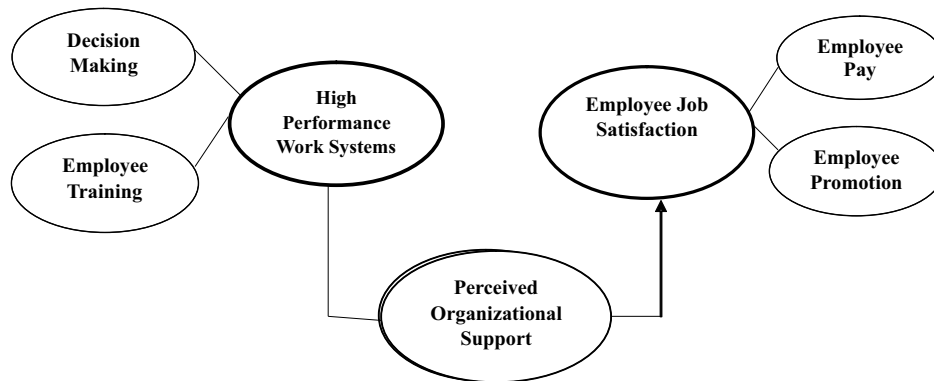 Decision
Making
High
Performance
Work Systems
Employee
Training
Employee Job
Satisfaction
Employee
Pay
Employee
Promotion
Perceived
Organizational
Support